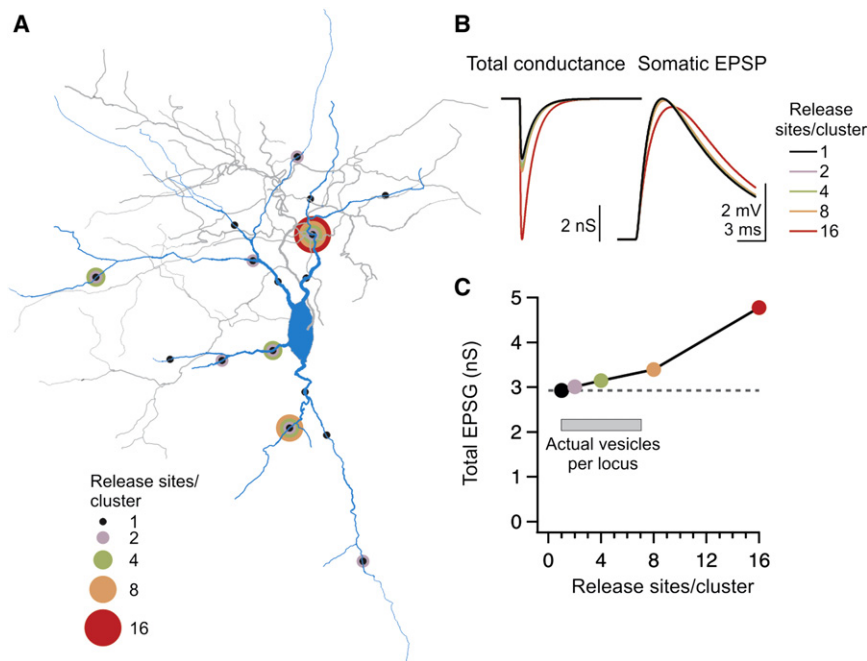 A
Release sites/
cluster
1
2
4
8
16
B
Total conductance
Somatic EPSP
2 nS
2 mV
3 ms
Release
sites/cluster
1
2
4
8
16
C
Total EPSG (nS)
5
4
3
2
1
0
Actual vesicles
per locus
0
4
8
12
16
Release sites/cluster